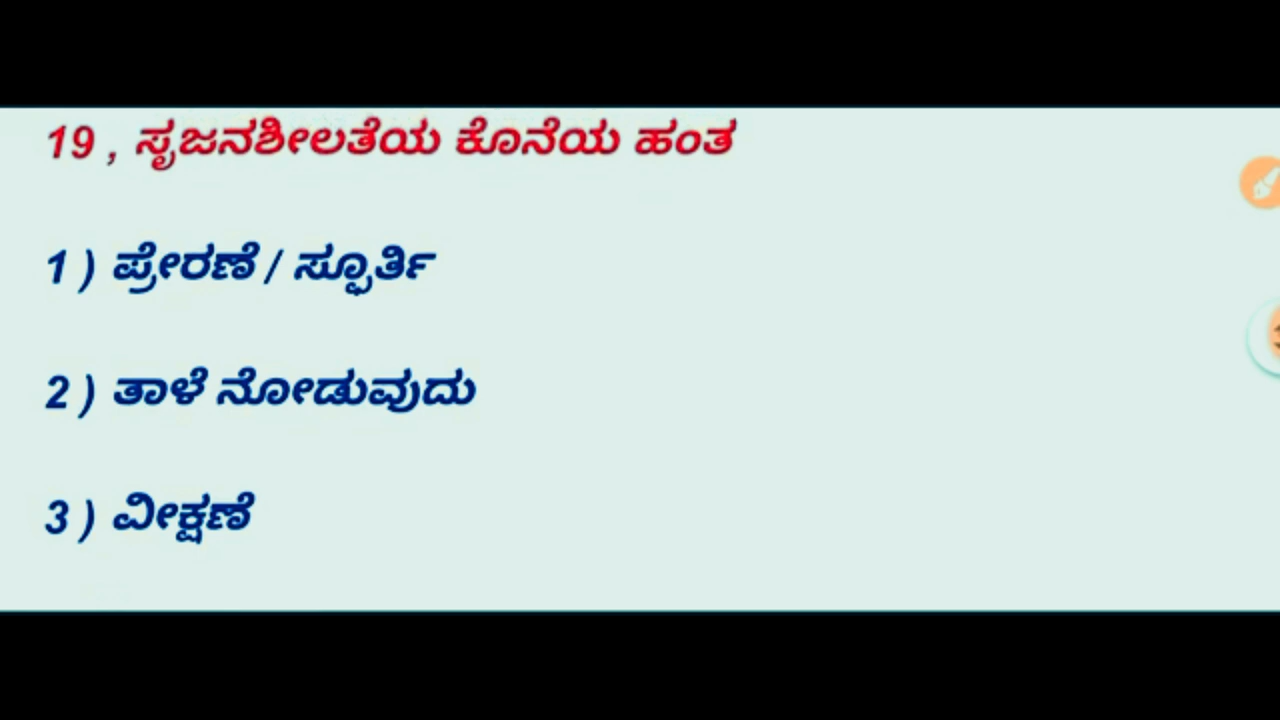 19 , ಸೃಜನಶೀಲತೆಯ ಕೊನೆಯ ಹಂತ
1 ) ಪ್ರೇರಣೆ / ಸ್ಫೂರ್ತಿ
2 ) ತಾಳೆ ನೋಡುವುದು
3 ) ವೀಕ್ಷಣೆ